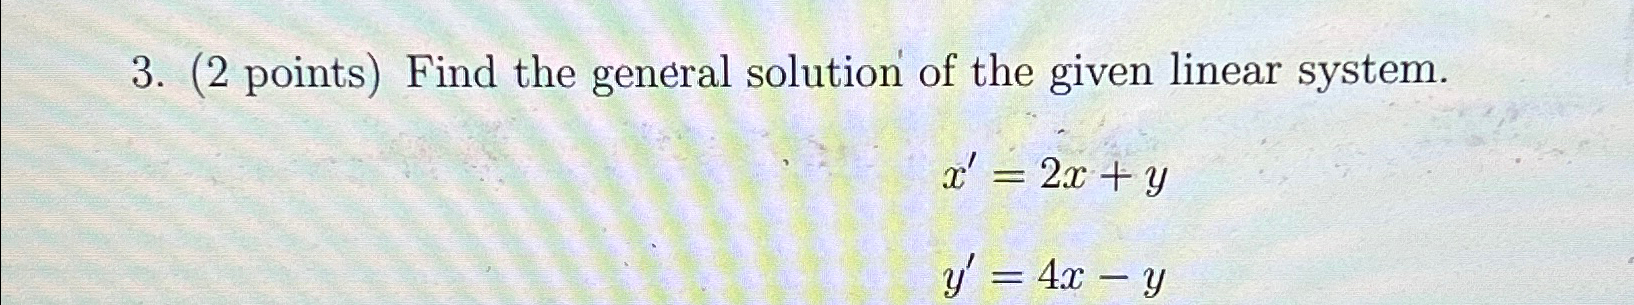 3. (2 points) Find the general solution of the given linear system.
x′ = 2x + y
y′ = 4x − y